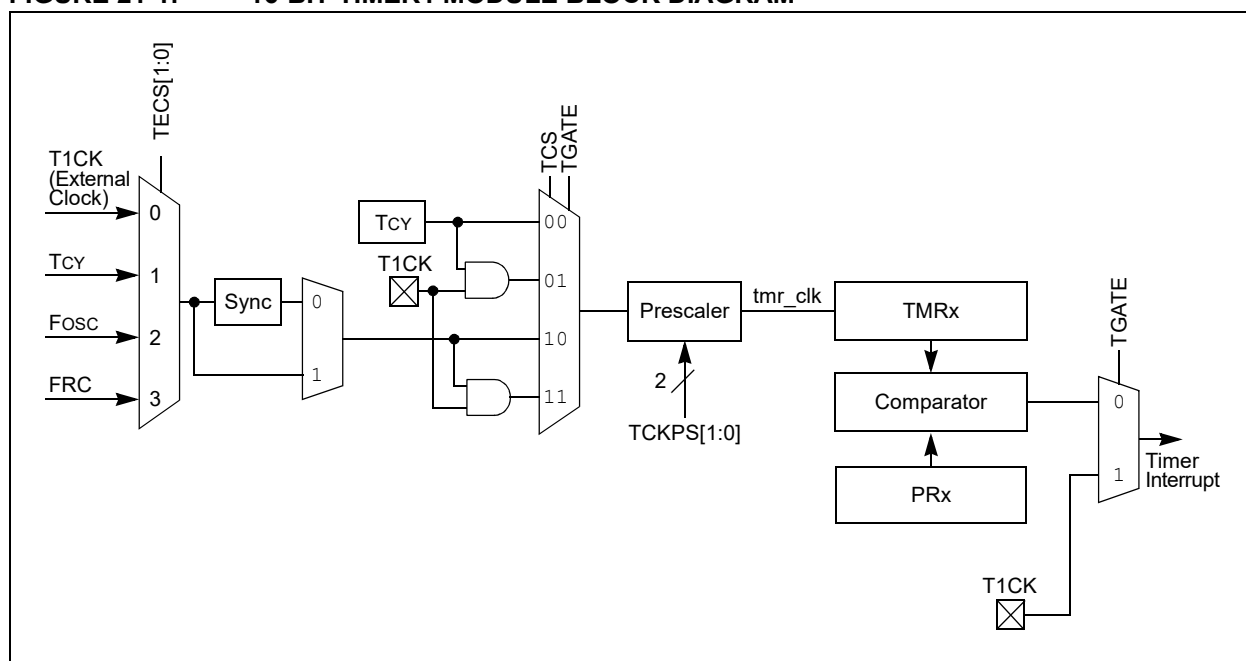 TECS[1:0]
T1CK
(External
Clock)
0
TCY
1
FOSC
2
FRC
3
Sync
0
1
TCY
T1CK
TCS
TGATE
00
01
10
11
Prescaler
2
TCKPS[1:0]
tmr_clk
TMRx
Comparator
PRx
TGATE
0
1
Timer
Interrupt
T1CK